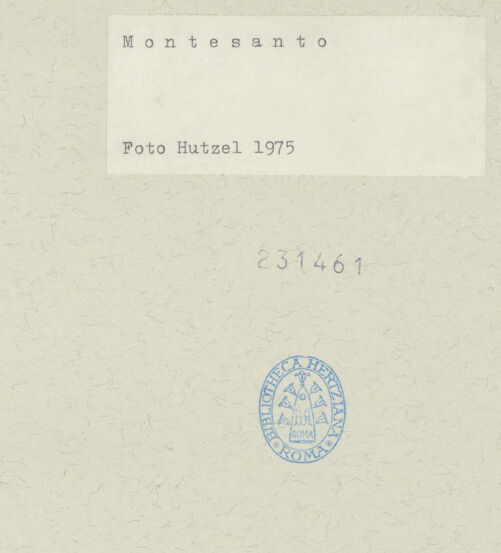 Montesanto
Foto Hutzel 1975
231461
BIBLIOTHECA HERTZIANA
ROMA
* ROMA *